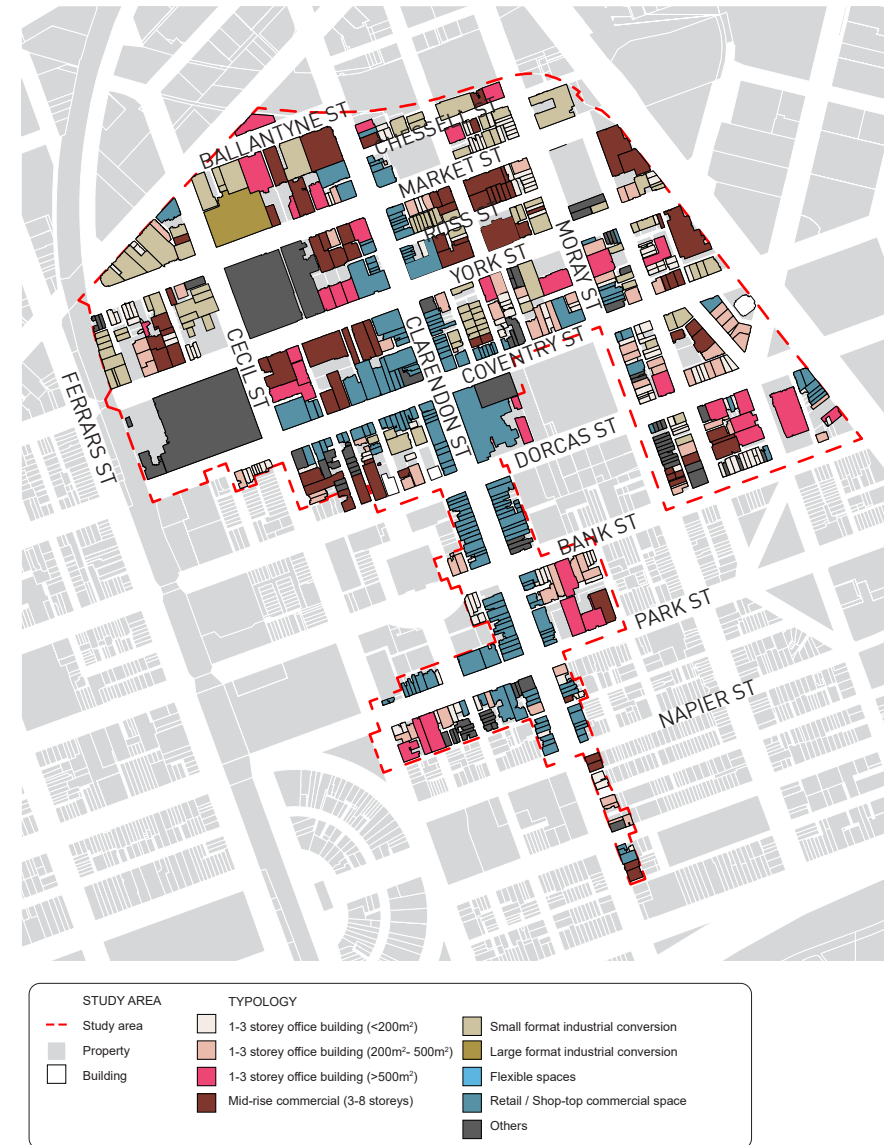 BALLANTYNE ST
CHESSELL ST
MARKET ST
ROSS ST
YORK ST
MORAY ST
COVENTRY ST
CECIL ST
CLARENDON ST
FERRARS ST
DORCAS ST
BANK ST
PARK ST
NAPIER ST
STUDY AREA
Study area
Property
Building
TYPOLOGY
1-3 storey office building (<200m²)
1-3 storey office building (200m²- 500m²)
1-3 storey office building (>500m²)
Mid-rise commercial (3-8 storeys)
Small format industrial conversion
Large format industrial conversion
Flexible spaces
Retail / Shop-top commercial space
Others